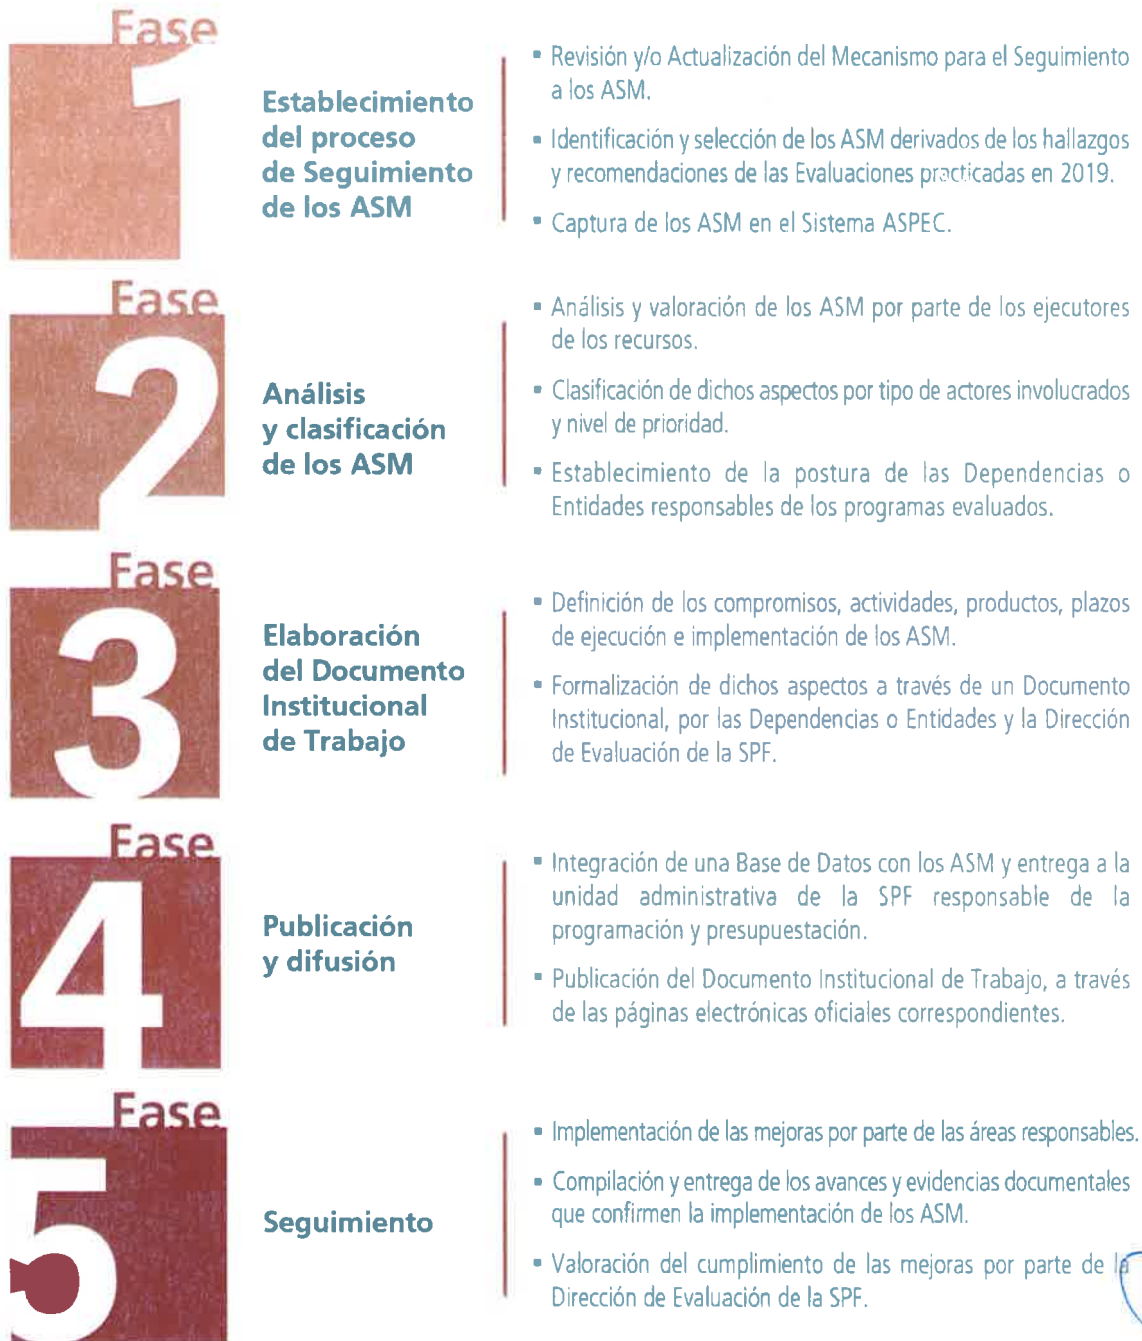 Fase
1
Establecimiento
del proceso
de Seguimiento
de los ASM
▪ Revisión y/o Actualización del Mecanismo para el Seguimiento
a los ASM.
▪ Identificación y selección de los ASM derivados de los hallazgos
y recomendaciones de las Evaluaciones practicadas en 2019.
▪ Captura de los ASM en el Sistema ASPEC.
Fase
2
Análisis
y clasificación
de los ASM
▪ Análisis y valoración de los ASM por parte de los ejecutores
de los recursos.
▪ Clasificación de dichos aspectos por tipo de actores involucrados
y nivel de prioridad.
▪ Establecimiento de la postura de las Dependencias o
Entidades responsables de los programas evaluados.
Fase
3
Elaboración
del Documento
Institucional
de Trabajo
▪ Definición de los compromisos, actividades, productos, plazos
de ejecución e implementación de los ASM.
▪ Formalización de dichos aspectos a través de un Documento
Institucional, por las Dependencias o Entidades y la Dirección
de Evaluación de la SPF.
Fase
4
Publicación
y difusión
▪ Integración de una Base de Datos con los ASM y entrega a la
unidad administrativa de la SPF responsable de la
programación y presupuestación.
▪ Publicación del Documento Institucional de Trabajo, a través
de las páginas electrónicas oficiales correspondientes.
Fase
5
Seguimiento
▪ Implementación de las mejoras por parte de las áreas responsables.
▪ Compilación y entrega de los avances y evidencias documentales
que confirmen la implementación de los ASM.
▪ Valoración del cumplimiento de las mejoras por parte de la
Dirección de Evaluación de la SPF.